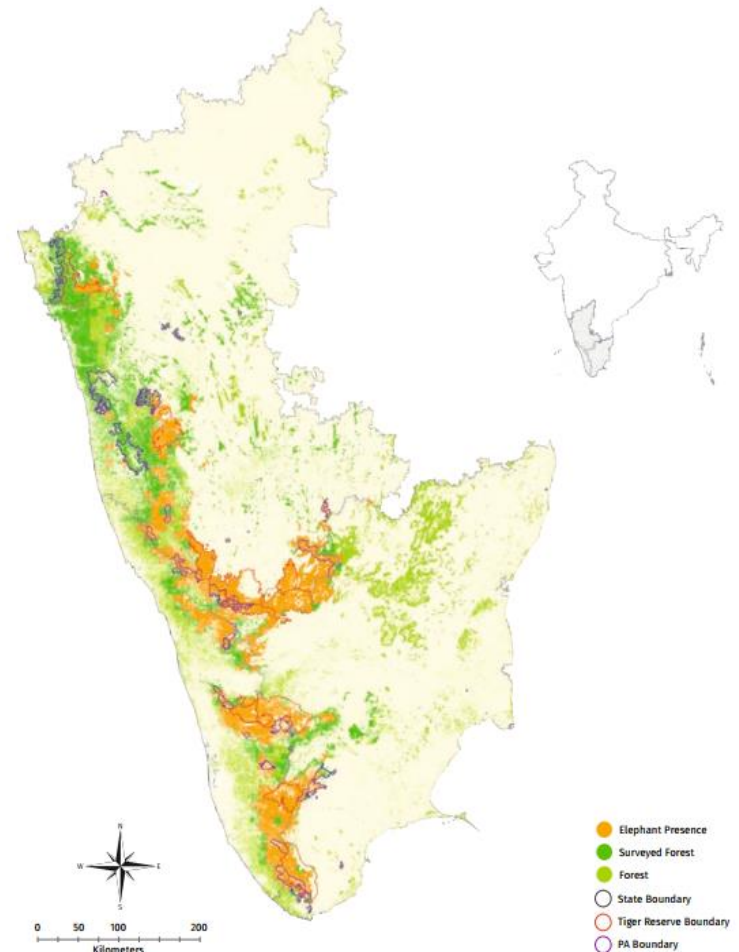 N
W E
S
0 50 100 200
Kilometers
Elephant Presence
Surveyed Forest
Forest
State Boundary
Tiger Reserve Boundary
PA Boundary